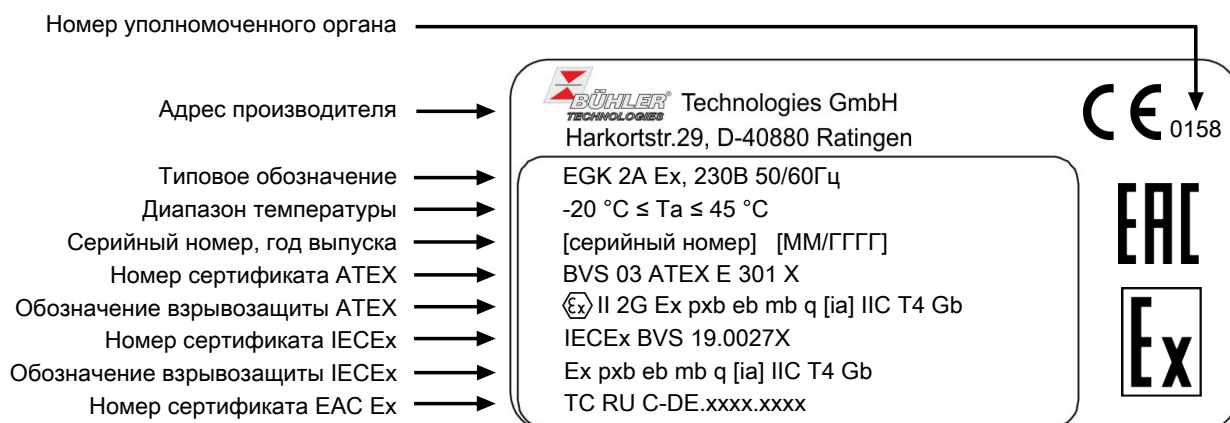 Номер уполномоченного органа
Адрес производителя
BÜHLER® Technologies GmbH
TECHNOLOGIES
Harkortstr.29, D-40880 Ratingen
CE 0158
Типовое обозначение
EGK 2A Ex, 230В 50/60Гц
Диапазон температуры
-20 °C ≤ Ta ≤ 45 °C
Серийный номер, год выпуска
[серийный номер] [ММ/ГГГГ]
EAC
Номер сертификата ATEX
BVS 03 ATEX E 301 X
Обозначение взрывозащиты ATEX
Ex II 2G Ex pxb eb mb q [ia] IIC T4 Gb
Номер сертификата IECEx
IECEx BVS 19.0027X
Обозначение взрывозащиты IECEx
Ex pxb eb mb q [ia] IIC T4 Gb
Ex
Номер сертификата EAC Ex
TC RU C-DE.xxxx.xxxx